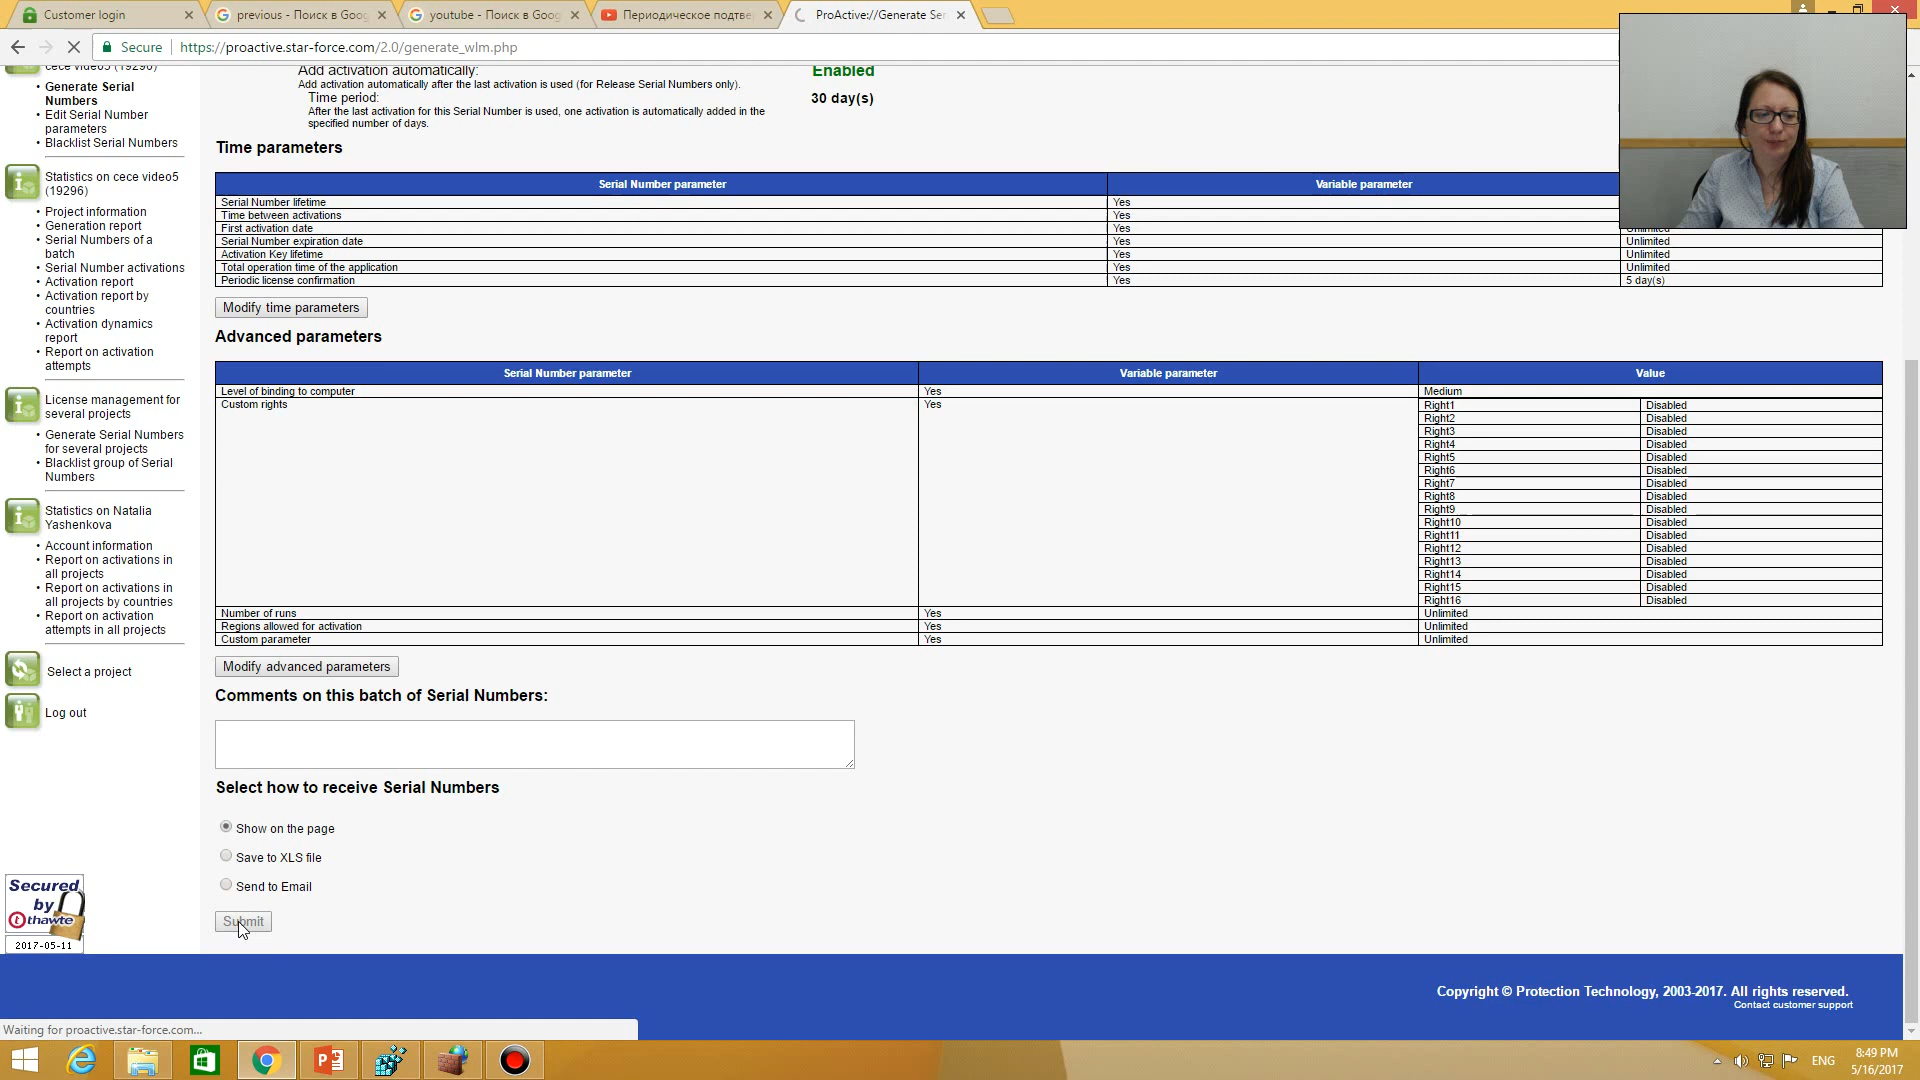 Customer login
previous - Поиск в Goog
youtube - Поиск в Goog
Периодическое подтве
ProActive://Generate Ser
Secure
https://proactive.star-force.com/2.0/generate_wlm.php
cece video5 (19296)
Generate Serial
Numbers
Edit Serial Number
parameters
Blacklist Serial Numbers
Statistics on cece video5
(19296)
Project information
Generation report
Serial Numbers of a
batch
Serial Number activations
Activation report
Activation report by
countries
Activation dynamics
report
Report on activation
attempts
License management for
several projects
Generate Serial Numbers
for several projects
Blacklist group of Serial
Numbers
Statistics on Natalia
Yashenkova
Account information
Report on activations in
all projects
Report on activations in
all projects by countries
Report on activation
attempts in all projects
Select a project
Log out
Secured
by
thawte
2017-05-11
Add activation automatically: Enabled
Add activation automatically after the last activation is used (for Release Serial Numbers only).
Time period: 30 day(s)
After the last activation for this Serial Number is used, one activation is automatically added in the
specified number of days.
Time parameters
Serial Number parameter Variable parameter
Serial Number lifetime Yes
Time between activations Yes
First activation date Yes Unlimited
Serial Number expiration date Yes Unlimited
Activation Key lifetime Yes Unlimited
Total operation time of the application Yes Unlimited
Periodic license confirmation Yes 5 day(s)
Modify time parameters
Advanced parameters
Serial Number parameter Variable parameter Value
Level of binding to computer Yes Medium
Custom rights Yes Right1 Disabled
Right2 Disabled
Right3 Disabled
Right4 Disabled
Right5 Disabled
Right6 Disabled
Right7 Disabled
Right8 Disabled
Right9 Disabled
Right10 Disabled
Right11 Disabled
Right12 Disabled
Right13 Disabled
Right14 Disabled
Right15 Disabled
Right16 Disabled
Number of runs Yes Unlimited
Regions allowed for activation Yes Unlimited
Custom parameter Yes Unlimited
Modify advanced parameters
Comments on this batch of Serial Numbers:
Select how to receive Serial Numbers
Show on the page
Save to XLS file
Send to Email
Submit
Copyright © Protection Technology, 2003-2017. All rights reserved.
Contact customer support
Waiting for proactive.star-force.com...
ENG
8:49 PM
5/16/2017